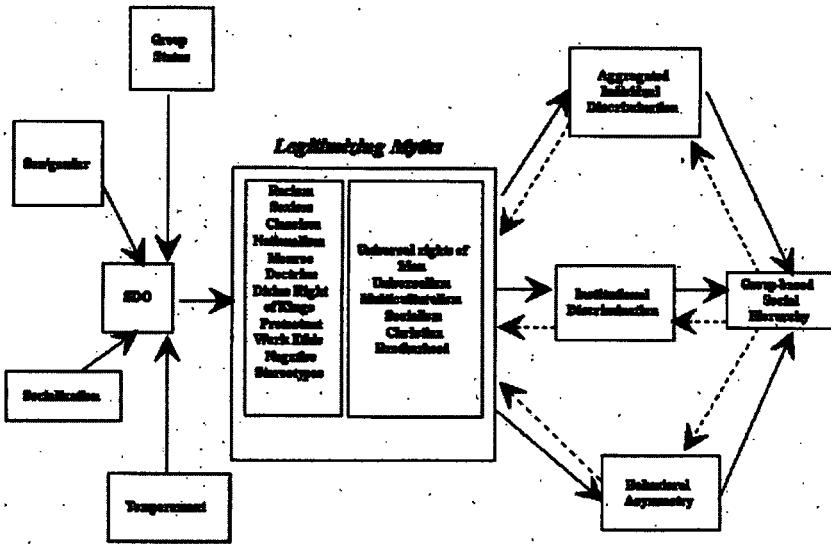 Group
Status
Sex/gender
SDO
Socialization
Temperament
Legitimizing Myths
Racism
Sexism
Classism
Nationalism
Monroe
Doctrine
Divine Right
of Kings
Protestant
Work Ethic
Negative
Stereotypes
Universal rights of
Man
Universalism
Multiculturalism
Socialism
Christian
Brotherhood
Aggregated
Individual
Discrimination
Institutional
Discrimination
Behavioral
Asymmetry
Group-based
Social
Hierarchy